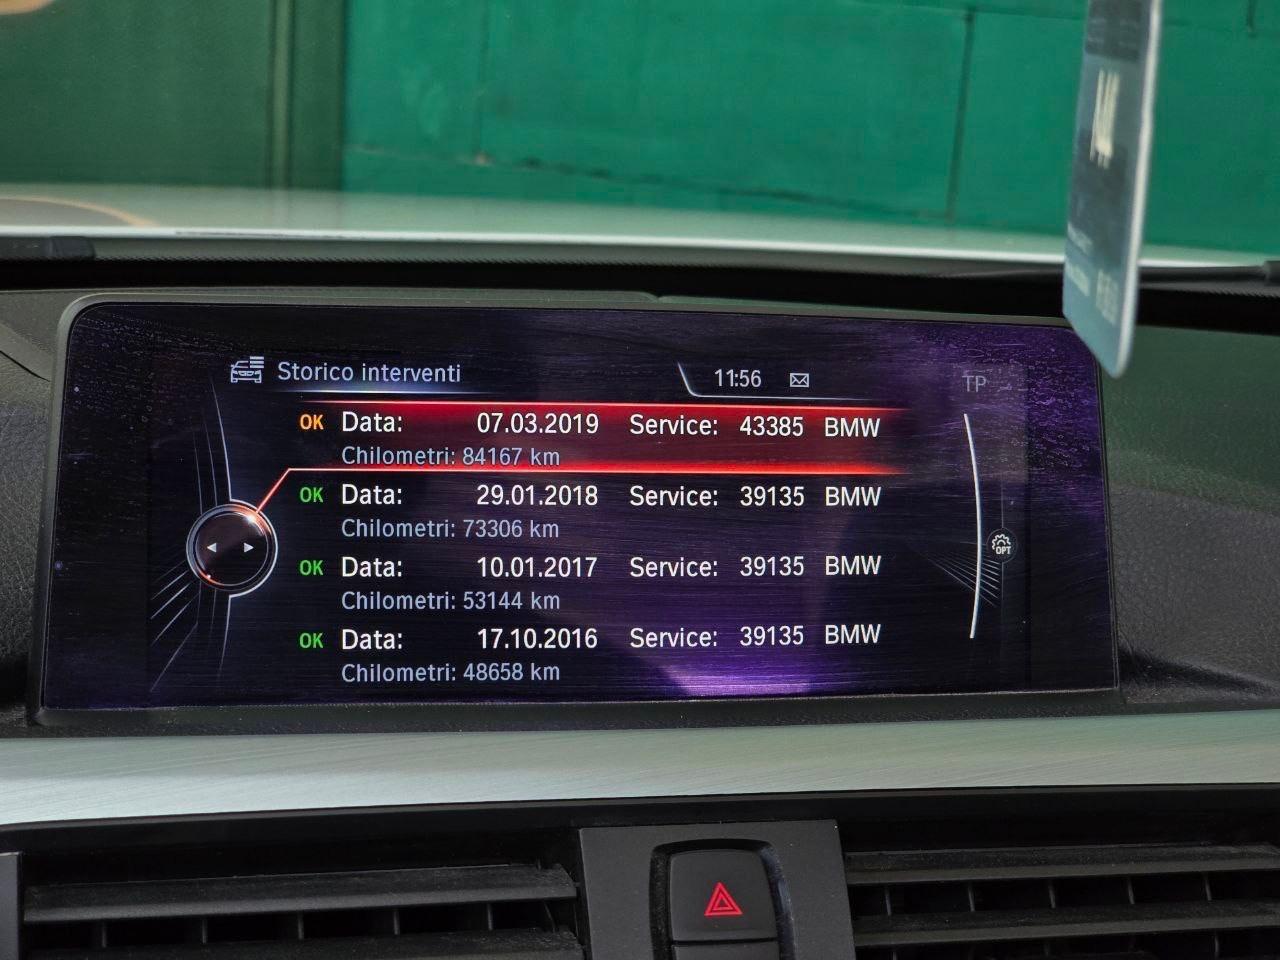 Storico interventi 11:56 TP
OK Data: 07.03.2019 Service: 43385 BMW
Chilometri: 84167 km
OK Data: 29.01.2018 Service: 39135 BMW
Chilometri: 73306 km
OK Data: 10.01.2017 Service: 39135 BMW
Chilometri: 53144 km
OK Data: 17.10.2016 Service: 39135 BMW
Chilometri: 48658 km
OPT